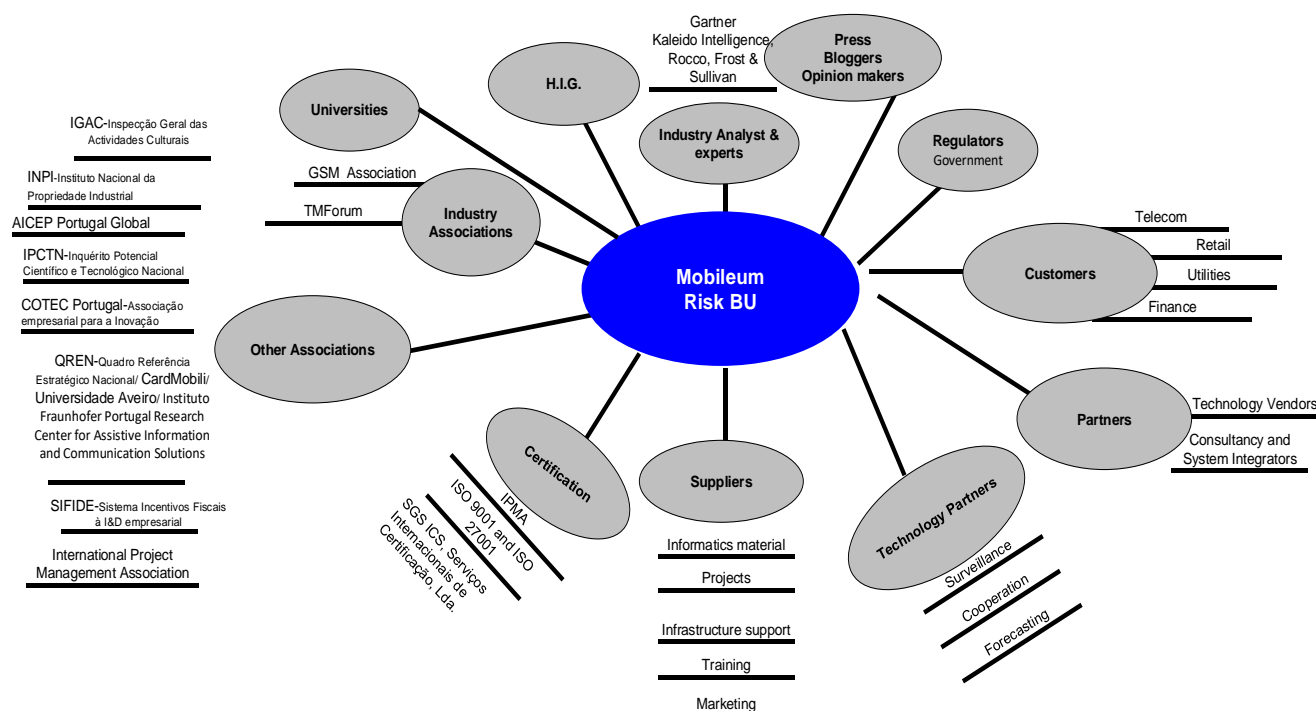 Gartner
Kaleido Intelligence,
Rocco, Frost &
Sullivan
Press
Bloggers
Opinion makers
H.I.G.
Universities
Industry Analyst &
experts
Regulators
Government
IGAC-Inspecção Geral das
Actividades Culturais
INPI-Instituto Nacional da
Propriedade Industrial
AICEP Portugal Global
IPCTN-Inquérito Potencial
Científico e Tecnológico Nacional
COTEC Portugal-Associação
empresarial para a Inovação
QREN-Quadro Referência
Estratégico Nacional/ CardMobili/
Universidade Aveiro/ Instituto
Fraunhofer Portugal Research
Center for Assistive Information
and Communication Solutions
SIFIDE-Sistema Incentivos Fiscais
à I&D empresarial
International Project
Management Association
GSM Association
TMForum
Industry
Associations
Mobileum
Risk BU
Customers
Telecom
Retail
Utilities
Finance
Other Associations
Partners
Technology Vendors
Consultancy and
System Integrators
Certification
IPMA
ISO 9001 and ISO
27001
SGS ICS, Serviços
Internacionais de
Certificação, Lda.
Suppliers
Informatics material
Projects
Infrastructure support
Training
Marketing
Technology Partners
Surveillance
Cooperation
Forecasting